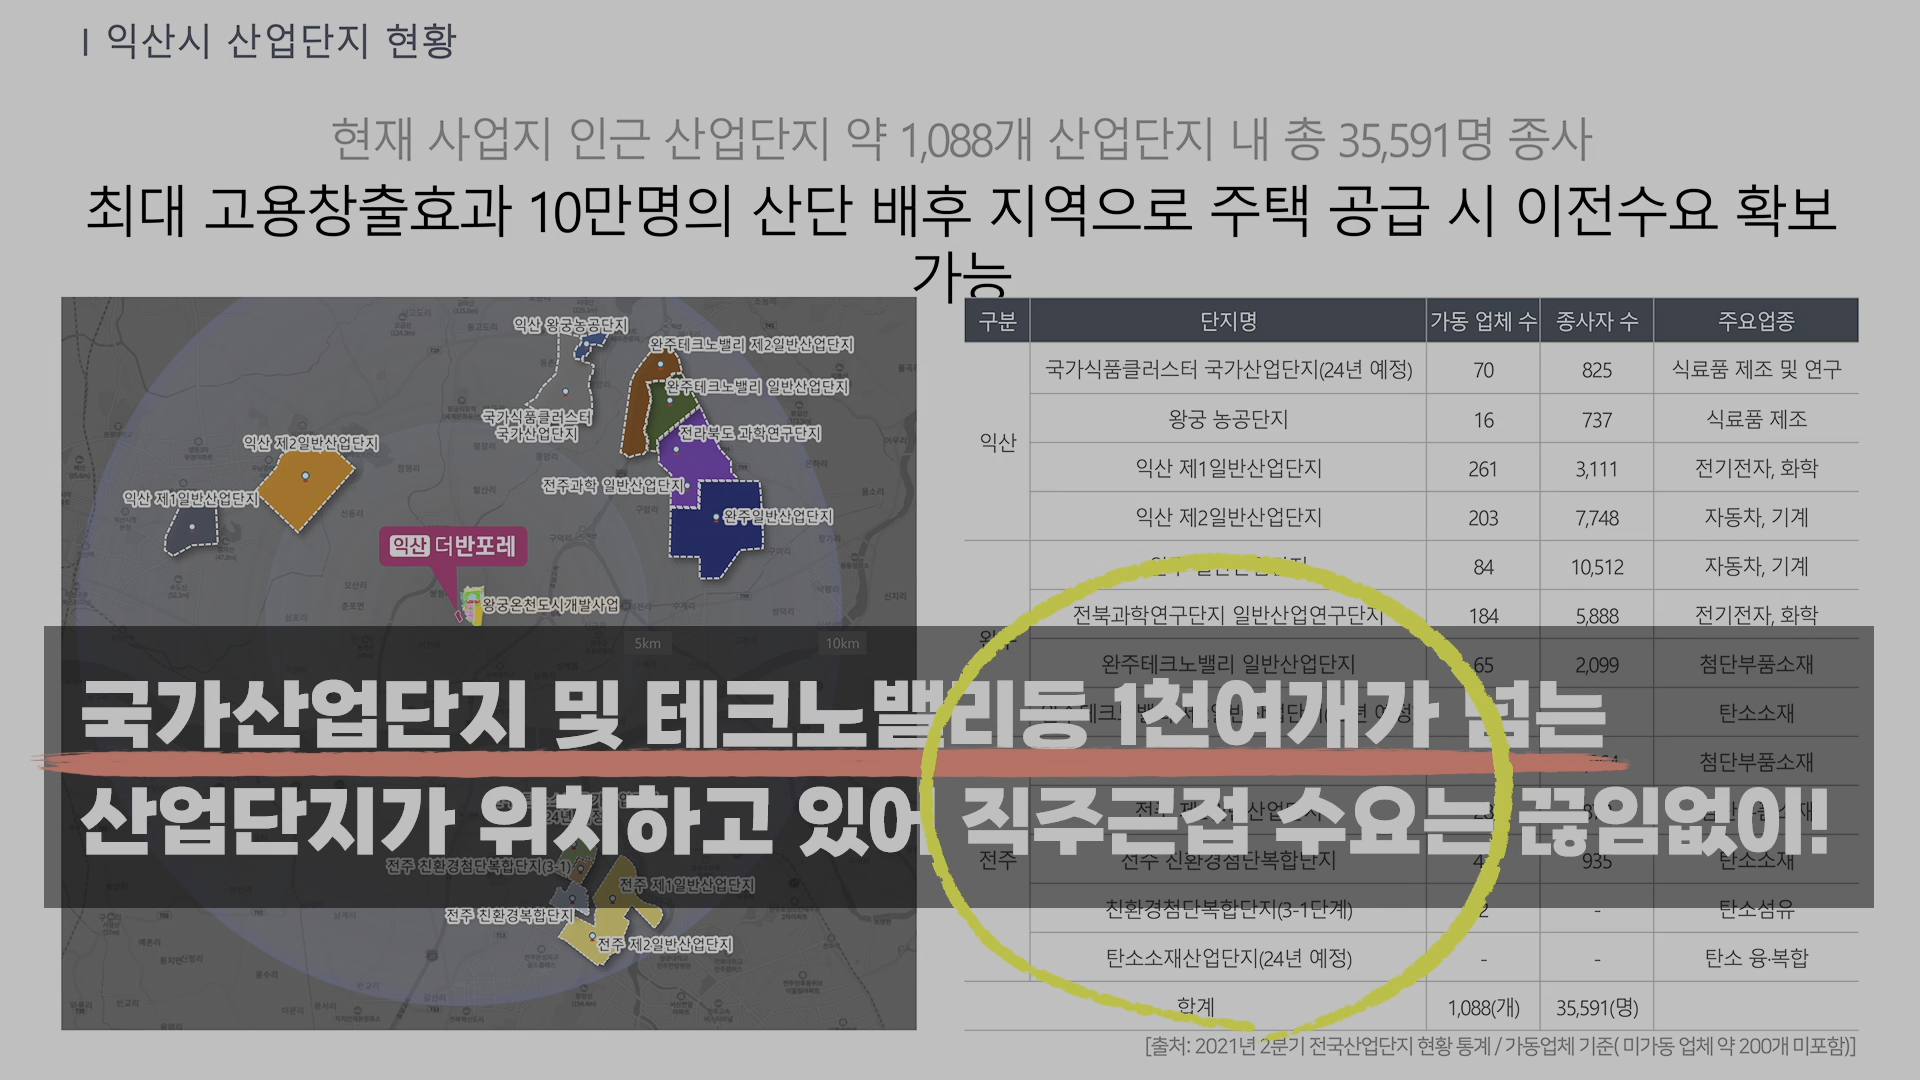 익산시 산업단지 현황
현재 사업지 인근 산업단지 약 1,088개 산업단지 내 총 35,591명 종사
최대 고용창출효과 10만명의 산단 배후 지역으로 주택 공급 시 이전수요 확보
가능
익산 왕궁농공단지
완주테크노밸리 제2일반산업단지
완주테크노밸리 일반산업단지
국가식품클러스터
국가산업단지
전라북도 과학연구단지
익산 제2일반산업단지
전주과학 일반산업단지
익산 제1일반산업단지
완주일반산업단지
익산 더반포레
왕궁온천도시개발사업
5km
10km
구분 단지명 가동 업체 수 종사자 수 주요업종
국가식품클러스터 국가산업단지(24년 예정) 70 825 식료품 제조 및 연구
왕궁 농공단지 16 737 식료품 제조
익산
익산 제1일반산업단지 261 3,111 전기전자, 화학
익산 제2일반산업단지 203 7,748 자동차, 기계
84 10,512 자동차, 기계
전북과학연구단지 일반산업연구단지 184 5,888 전기전자, 화학
완주테크노밸리 일반산업단지 65 2,099 첨단부품소재
탄소소재
첨단부품소재
국가산업단지 및 테크노밸리등 1천여개가 넘는
산업단지가 위치하고 있어 직주근접 수요는 끊임없이!
전주
전주 친환경첨단복합단지 935 탄소소재
친환경첨단복합단지(3-1단계) - 탄소섬유
탄소소재산업단지(24년 예정) - - 탄소 융·복합
합계 1,088(개) 35,591(명)
전주 친환경첨단복합단지(3-1)
전주 제1일반산업단지
전주 친환경복합단지
전주 제2일반산업단지
[출처: 2021년 2분기 전국산업단지 현황 통계 / 가동업체 기준( 미가동 업체 약 200개 미포함)]